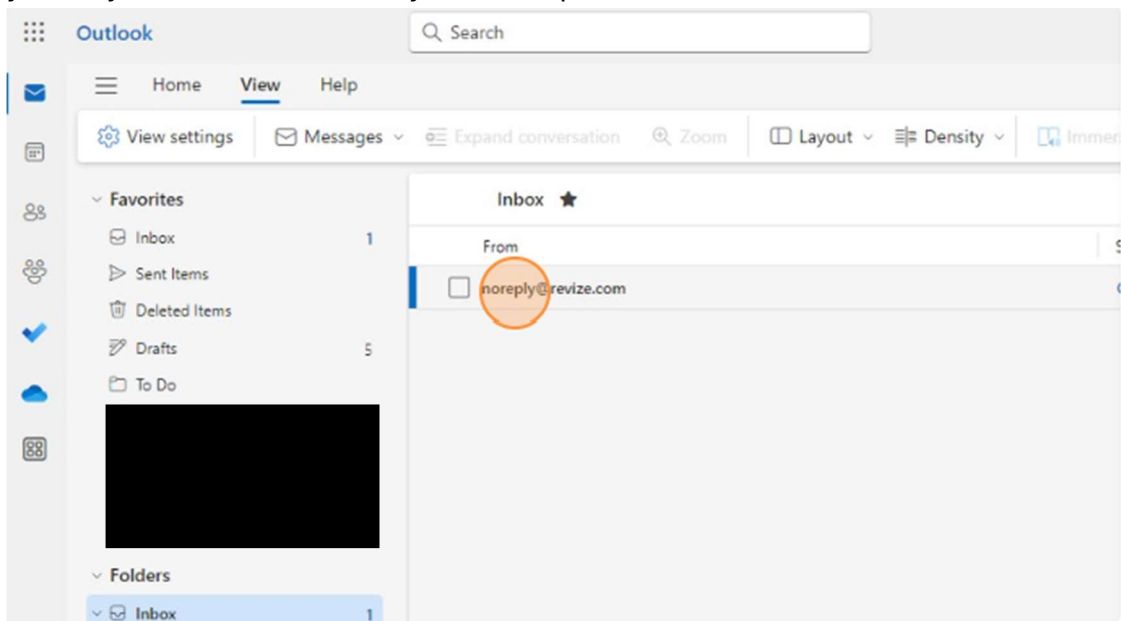 Outlook
Search
Home View Help
View settings Messages Expand conversation Zoom Layout Density
Favorites
Inbox 1
Sent Items
Deleted Items
Drafts 5
To Do
Folders
Inbox 1
Inbox
From
noreply@revize.com